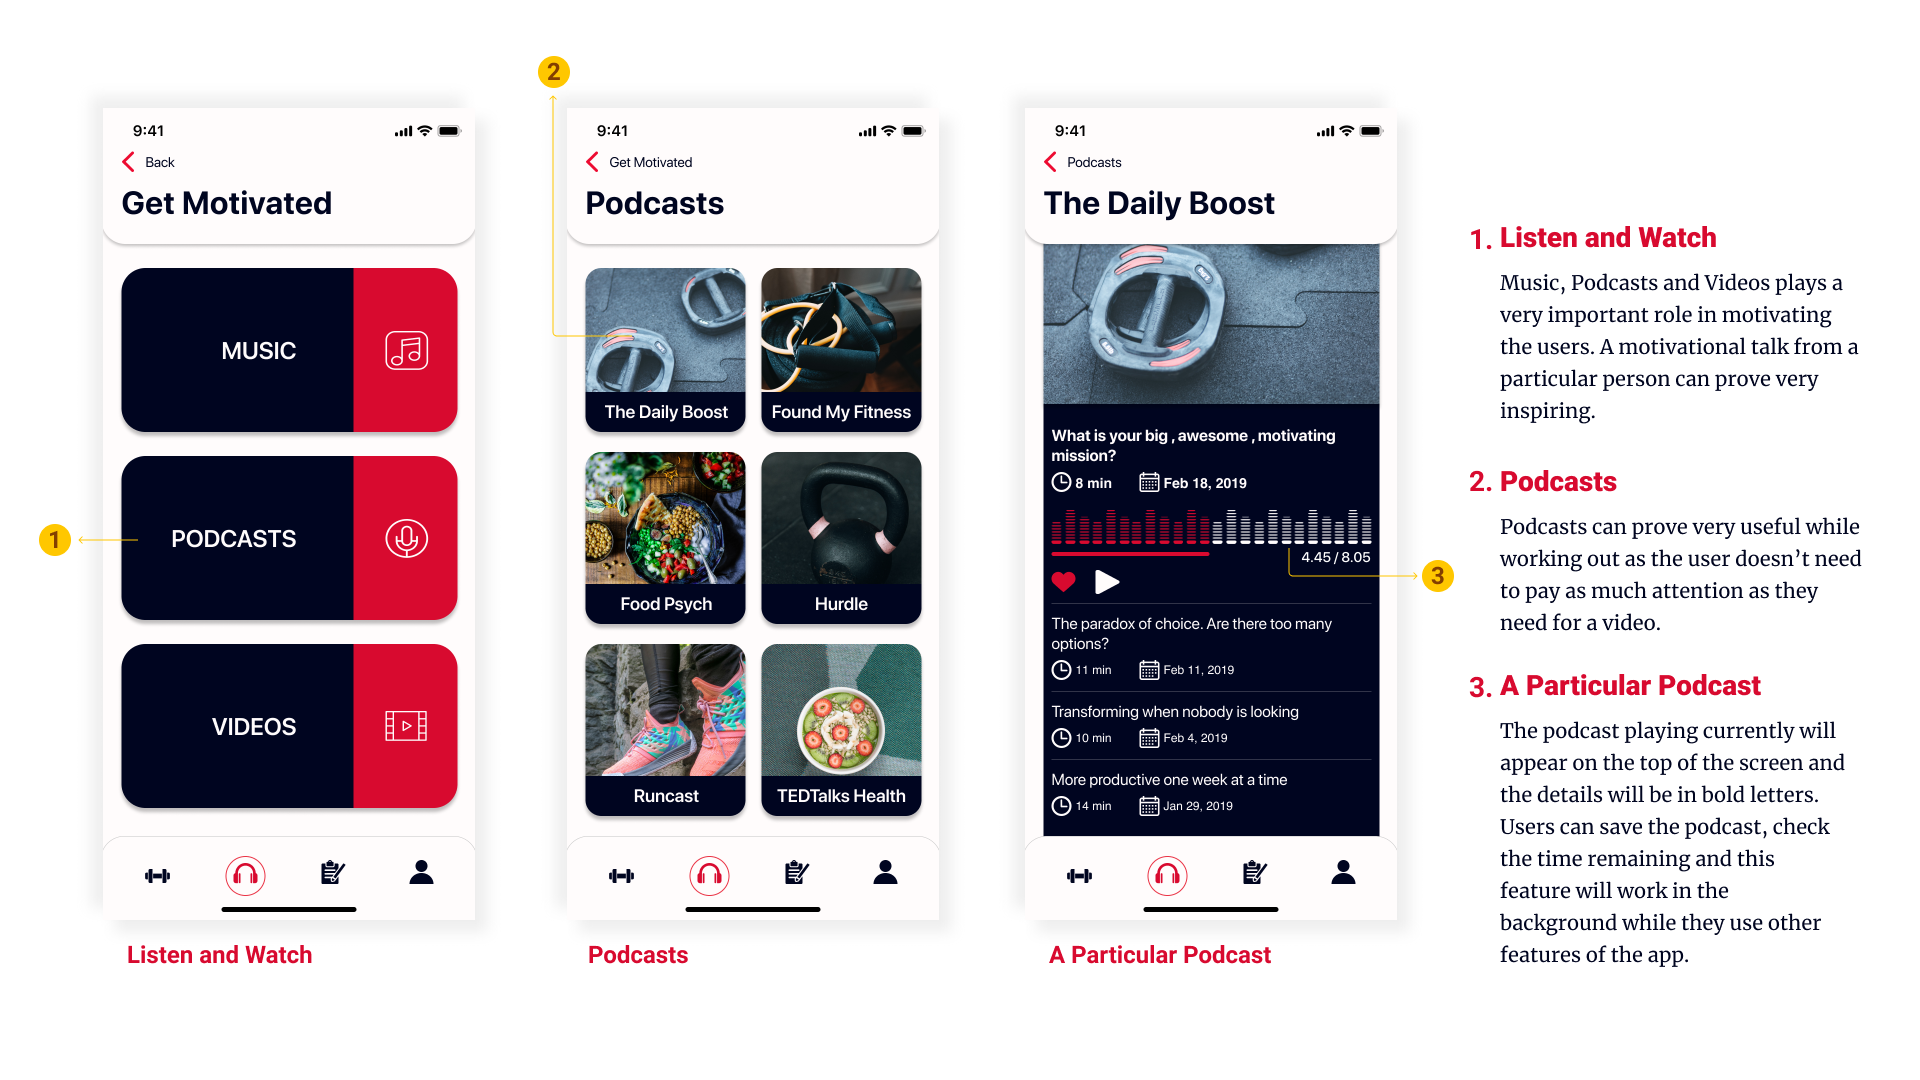 2
9:41
Back
Get Motivated
MUSIC
1
PODCASTS
VIDEOS
Listen and Watch
9:41
Get Motivated
Podcasts
The Daily Boost
Found My Fitness
Food Psych
Hurdle
Runcast
TEDTalks Health
Podcasts
9:41
Podcasts
The Daily Boost
What is your big , awesome , motivating
mission?
8 min Feb 18, 2019
4.45 / 8.05
3
The paradox of choice. Are there too many
options?
11 min Feb 11, 2019
Transforming when nobody is looking
10 min Feb 4, 2019
More productive one week at a time
14 min Jan 29, 2019
A Particular Podcast
1. Listen and Watch
Music, Podcasts and Videos plays a
very important role in motivating
the users. A motivational talk from a
particular person can prove very
inspiring.
2. Podcasts
Podcasts can prove very useful while
working out as the user doesn’t need
to pay as much attention as they
need for a video.
3. A Particular Podcast
The podcast playing currently will
appear on the top of the screen and
the details will be in bold letters.
Users can save the podcast, check
the time remaining and this
feature will work in the
background while they use other
features of the app.